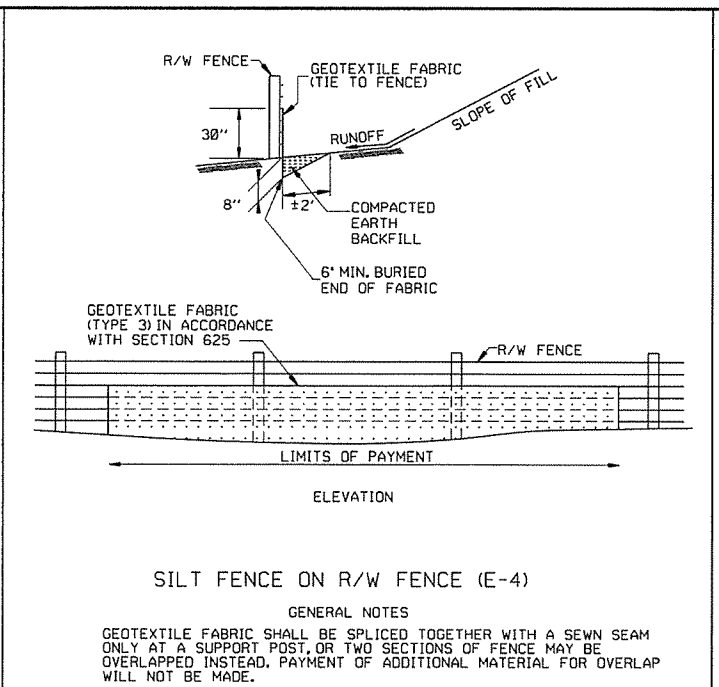 R/W FENCE
GEOTEXTILE FABRIC
(TIE TO FENCE)
SLOPE OF FILL
30"
RUNOFF
8"
±2'
COMPACTED
EARTH
BACKFILL
6" MIN. BURIED
END OF FABRIC
GEOTEXTILE FABRIC
(TYPE 3) IN ACCORDANCE
WITH SECTION 625
R/W FENCE
LIMITS OF PAYMENT
ELEVATION
SILT FENCE ON R/W FENCE (E-4)
GENERAL NOTES
GEOTEXTILE FABRIC SHALL BE SPLICED TOGETHER WITH A SEWN SEAM
ONLY AT A SUPPORT POST, OR TWO SECTIONS OF FENCE MAY BE
OVERLAPPED INSTEAD. PAYMENT OF ADDITIONAL MATERIAL FOR OVERLAP
WILL NOT BE MADE.